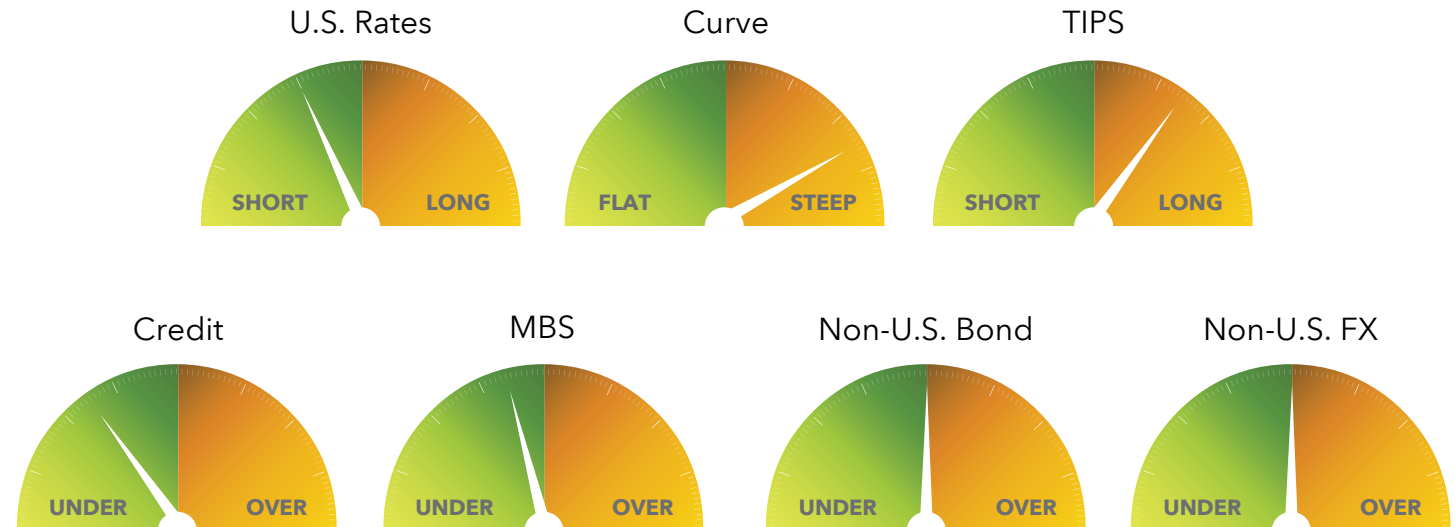 U.S. Rates
Curve
TIPS
SHORT
LONG
FLAT
STEEP
SHORT
LONG
Credit
MBS
Non-U.S. Bond
Non-U.S. FX
UNDER
OVER
UNDER
OVER
UNDER
OVER
UNDER
OVER